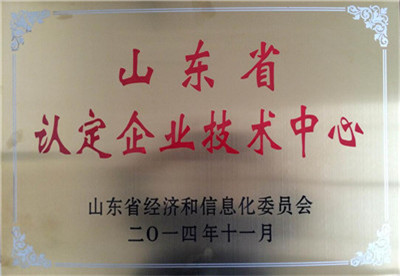 山东省
认定企业技术中心
山东省经济和信息化委员会
二〇一四年十一月